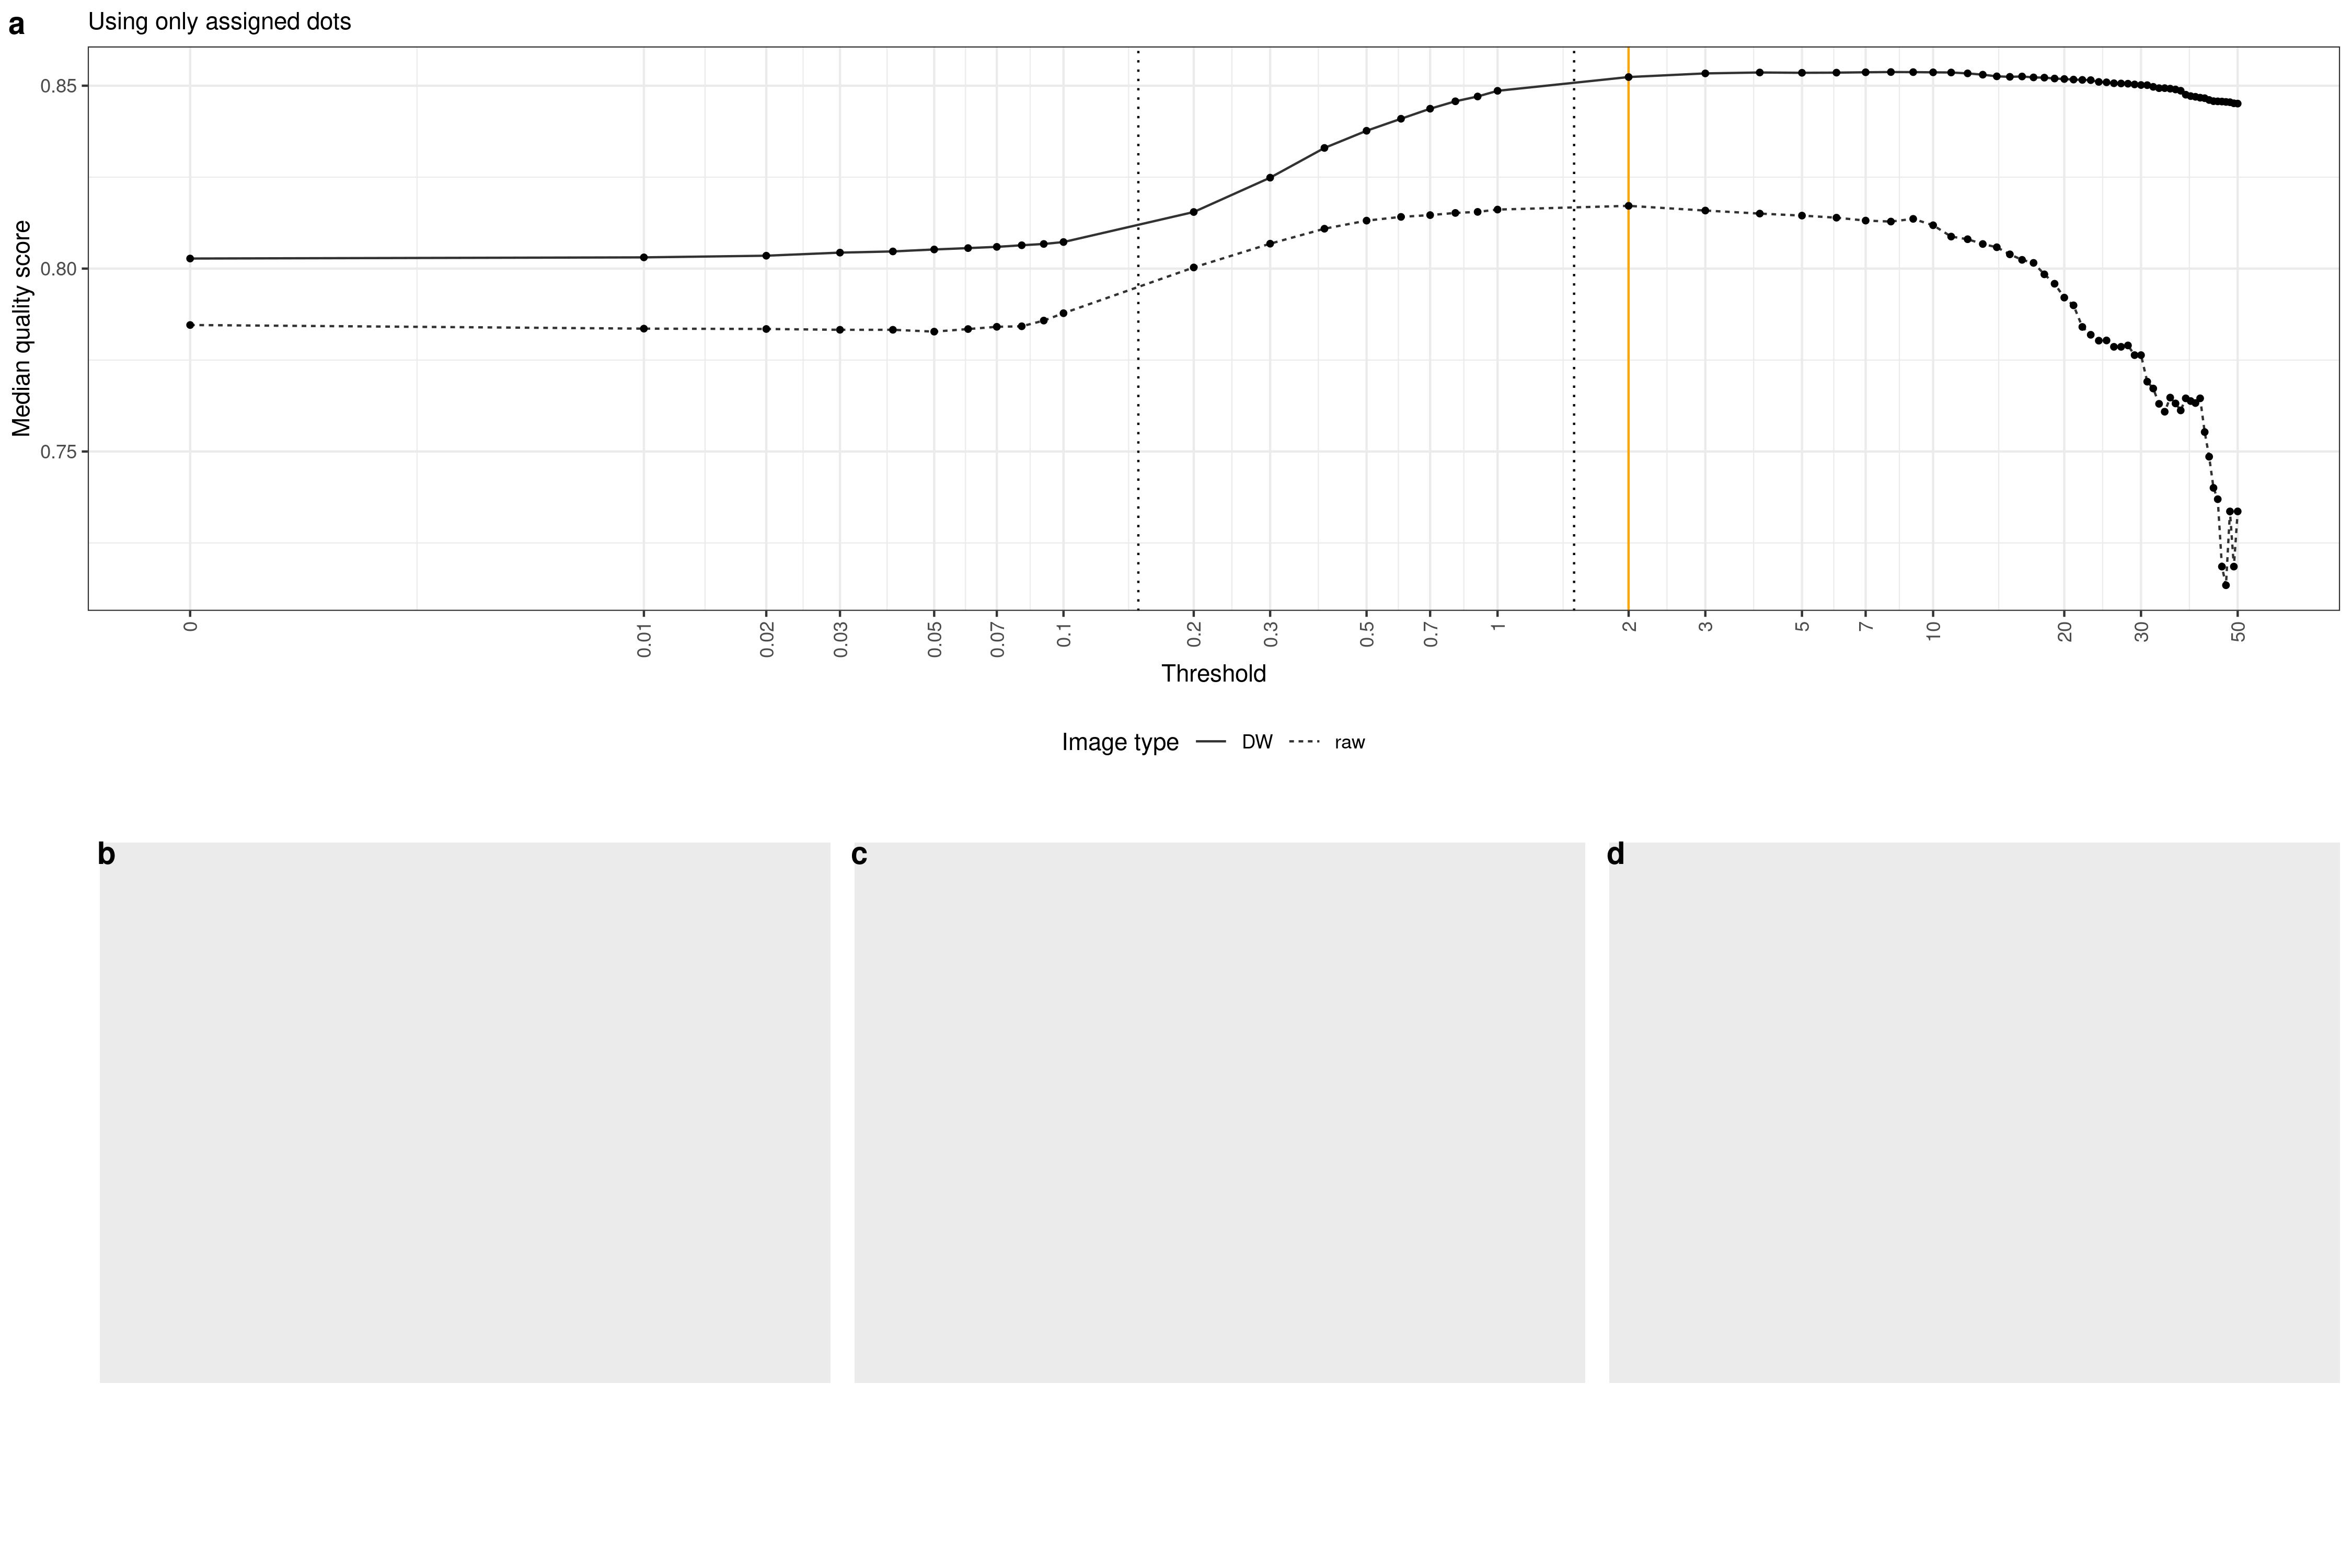 a
Using only assigned dots
Median quality score
0.85
0.80
0.75
0 0.01 0.02 0.03 0.05 0.07 0.1 0.2 0.3 0.5 0.7 1 2 3 5 7 10 20 30 50
Threshold
Image type DW raw
b c d